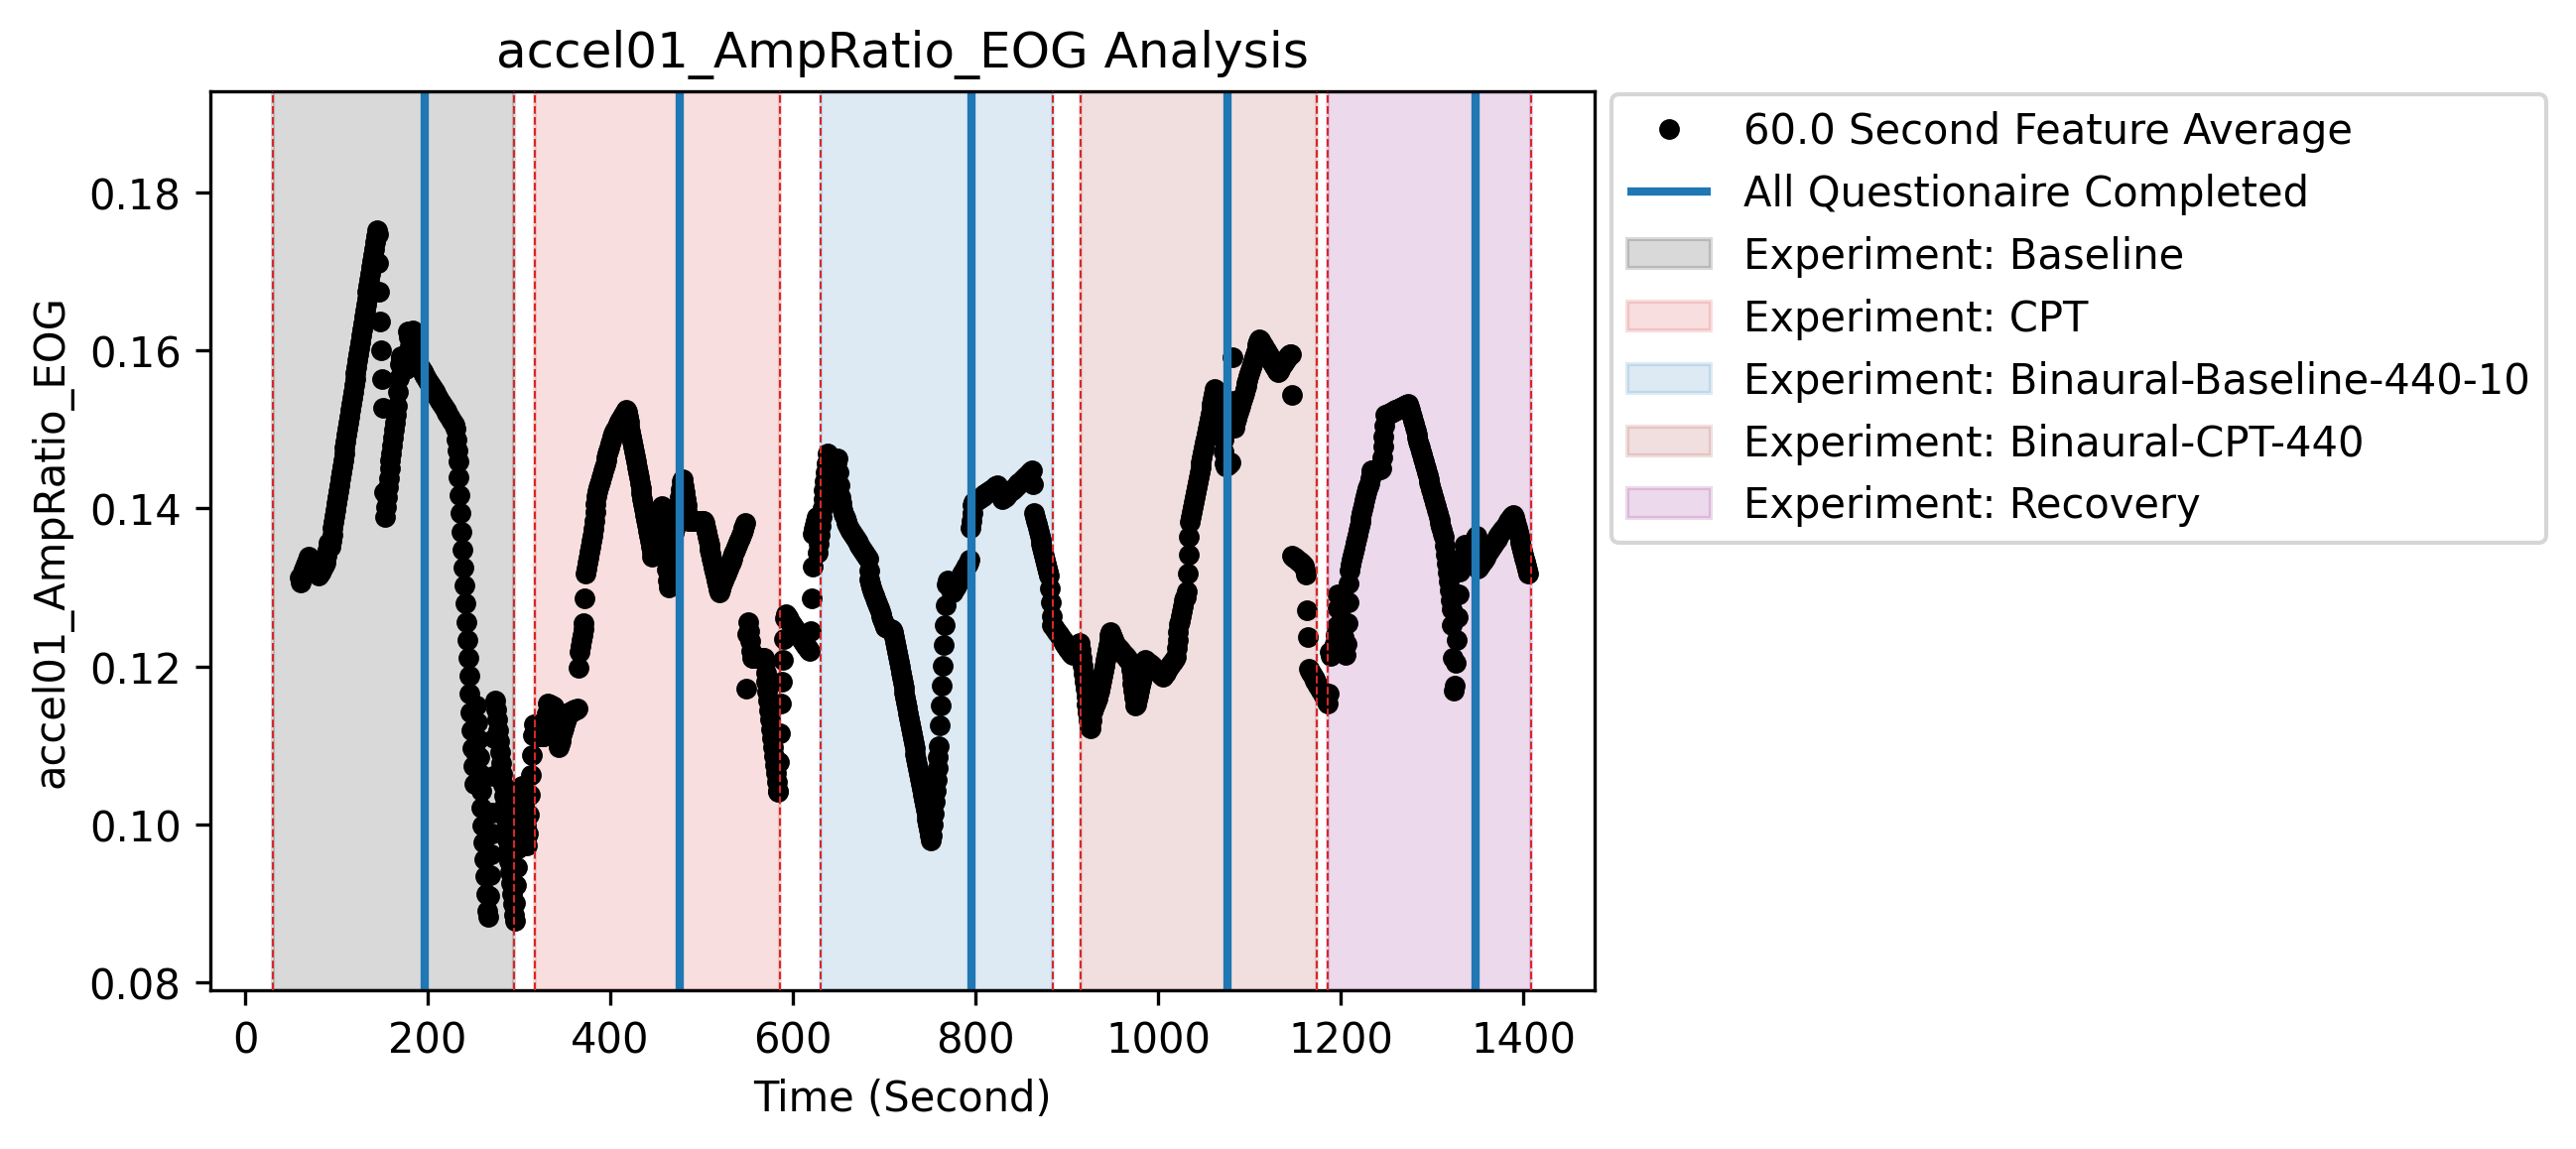 accel01_AmpRatio_EOG Analysis
accel01_AmpRatio_EOG
0.18
0.16
0.14
0.12
0.10
0.08
0 200 400 600 800 1000 1200 1400
Time (Second)
60.0 Second Feature Average
All Questionaire Completed
Experiment: Baseline
Experiment: CPT
Experiment: Binaural-Baseline-440-10
Experiment: Binaural-CPT-440
Experiment: Recovery